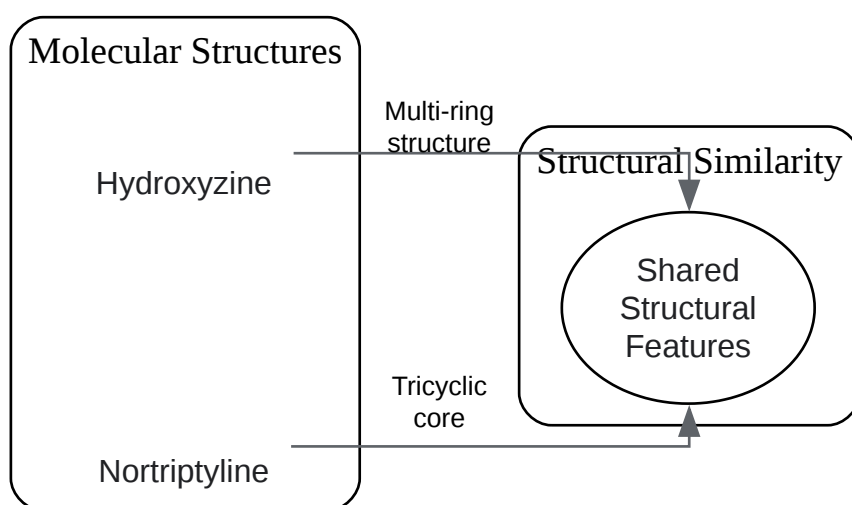 Molecular Structures
Multi-ring
structure
Structural Similarity
Hydroxyzine
Shared
Structural
Features
Tricyclic
core
Nortriptyline